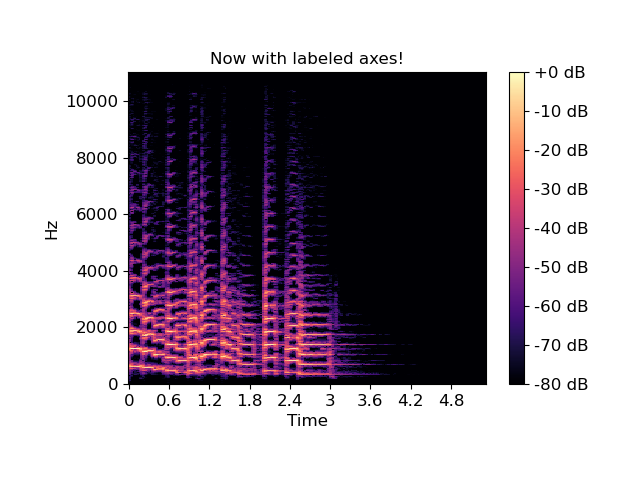 Now with labeled axes!
Hz
10000
8000
6000
4000
2000
0
0 0.6 1.2 1.8 2.4 3 3.6 4.2 4.8
Time
+0 dB
-10 dB
-20 dB
-30 dB
-40 dB
-50 dB
-60 dB
-70 dB
-80 dB